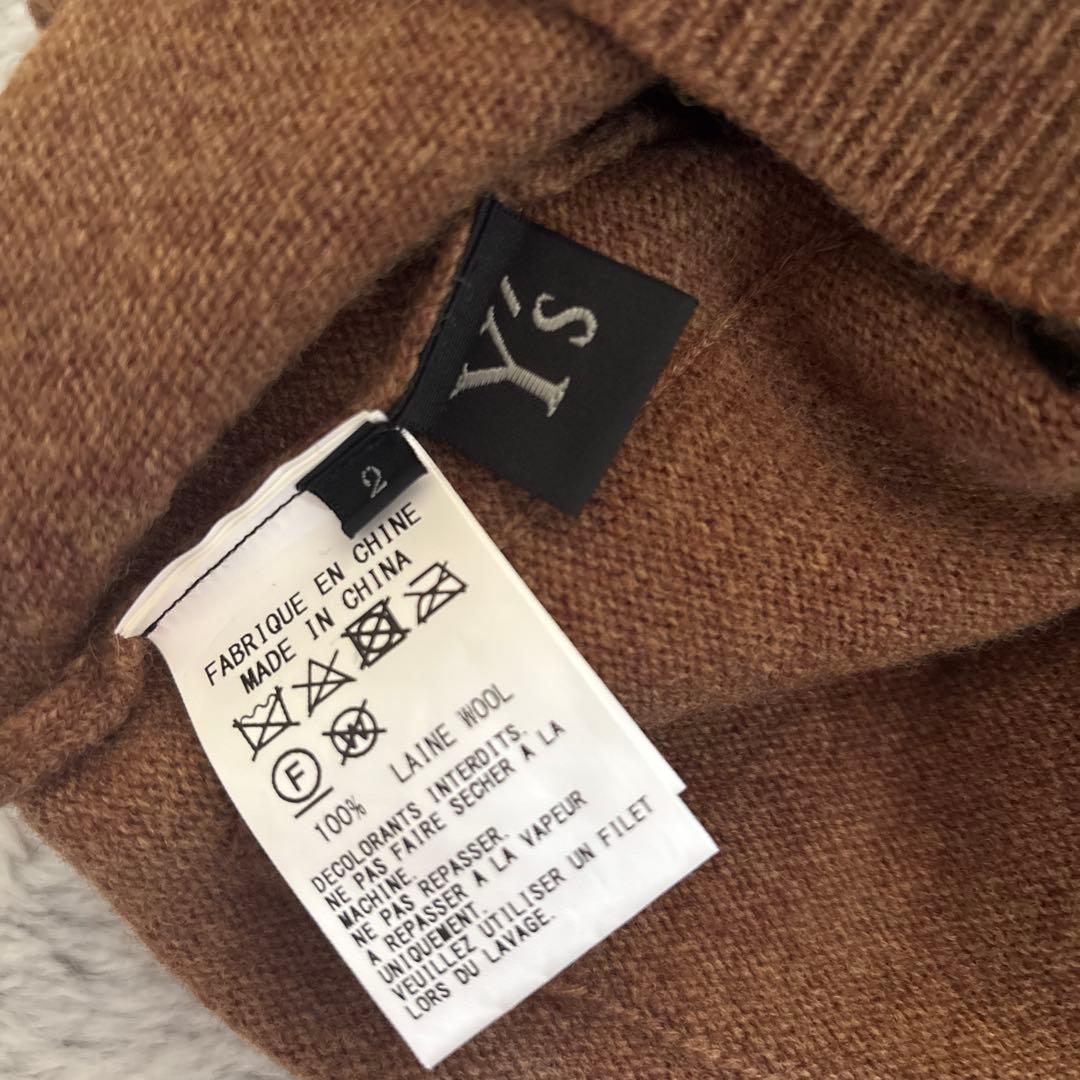 Y's
2
FABRIQUE EN CHINE
MADE IN CHINA
W
F
100% LAINE WOOL
DECOLORANTS INTERDITS.
NE PAS FAIRE SECHER À LA
MACHINE.
NE PAS REPASSER.
A REPASSER A LA VAPEUR
UNIQUEMENT.
VEUILLEZ UTILISER UN FILET
LORS DU LAVAGE.